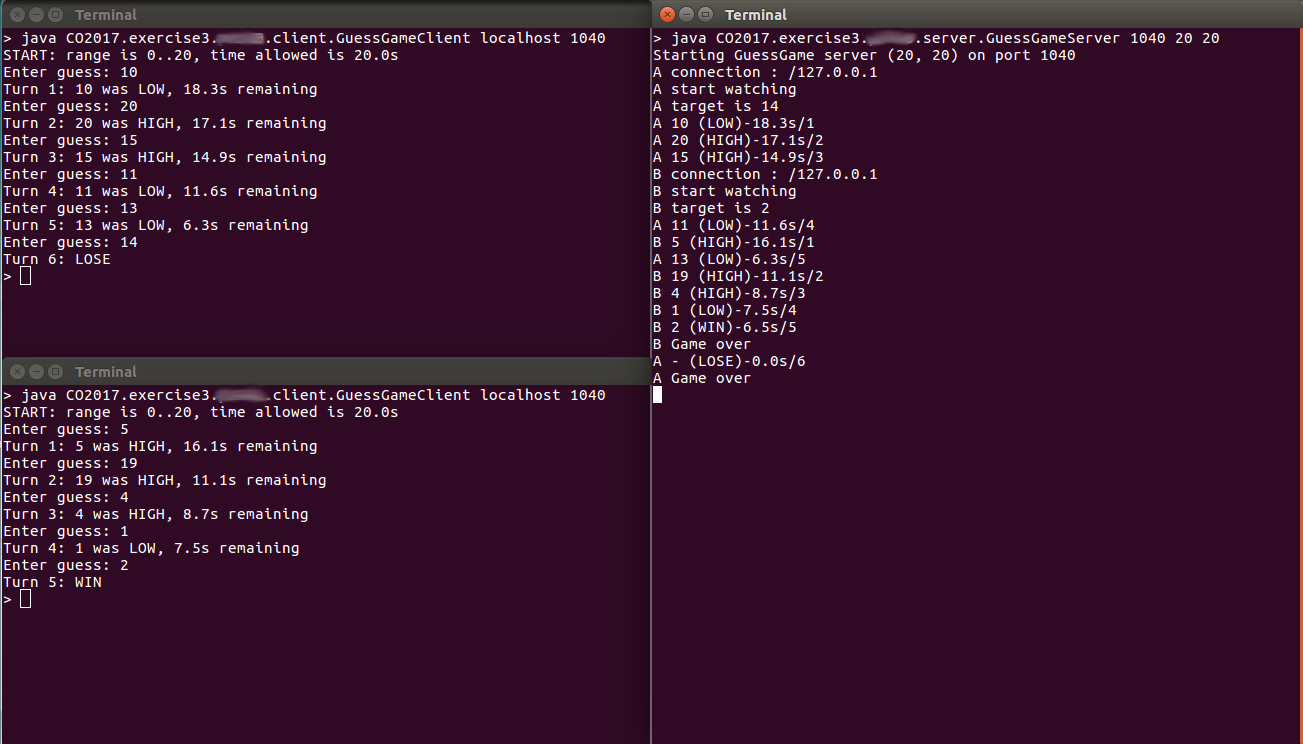 Terminal
> java CO2017.exercise3. .client.GuessGameClient localhost 1040
START: range is 0..20, time allowed is 20.0s
Enter guess: 10
Turn 1: 10 was LOW, 18.3s remaining
Enter guess: 20
Turn 2: 20 was HIGH, 17.1s remaining
Enter guess: 15
Turn 3: 15 was HIGH, 14.9s remaining
Enter guess: 11
Turn 4: 11 was LOW, 11.6s remaining
Enter guess: 13
Turn 5: 13 was LOW, 6.3s remaining
Enter guess: 14
Turn 6: LOSE
>
Terminal
> java CO2017.exercise3. .client.GuessGameClient localhost 1040
START: range is 0..20, time allowed is 20.0s
Enter guess: 5
Turn 1: 5 was HIGH, 16.1s remaining
Enter guess: 19
Turn 2: 19 was HIGH, 11.1s remaining
Enter guess: 4
Turn 3: 4 was HIGH, 8.7s remaining
Enter guess: 1
Turn 4: 1 was LOW, 7.5s remaining
Enter guess: 2
Turn 5: WIN
>
Terminal
> java CO2017.exercise3. .server.GuessGameServer 1040 20 20
Starting GuessGame server (20, 20) on port 1040
A connection : /127.0.0.1
A start watching
A target is 14
A 10 (LOW)-18.3s/1
A 20 (HIGH)-17.1s/2
A 15 (HIGH)-14.9s/3
B connection : /127.0.0.1
B start watching
B target is 2
A 11 (LOW)-11.6s/4
B 5 (HIGH)-16.1s/1
A 13 (LOW)-6.3s/5
B 19 (HIGH)-11.1s/2
B 4 (HIGH)-8.7s/3
B 1 (LOW)-7.5s/4
B 2 (WIN)-6.5s/5
B Game over
A - (LOSE)-0.0s/6
A Game over